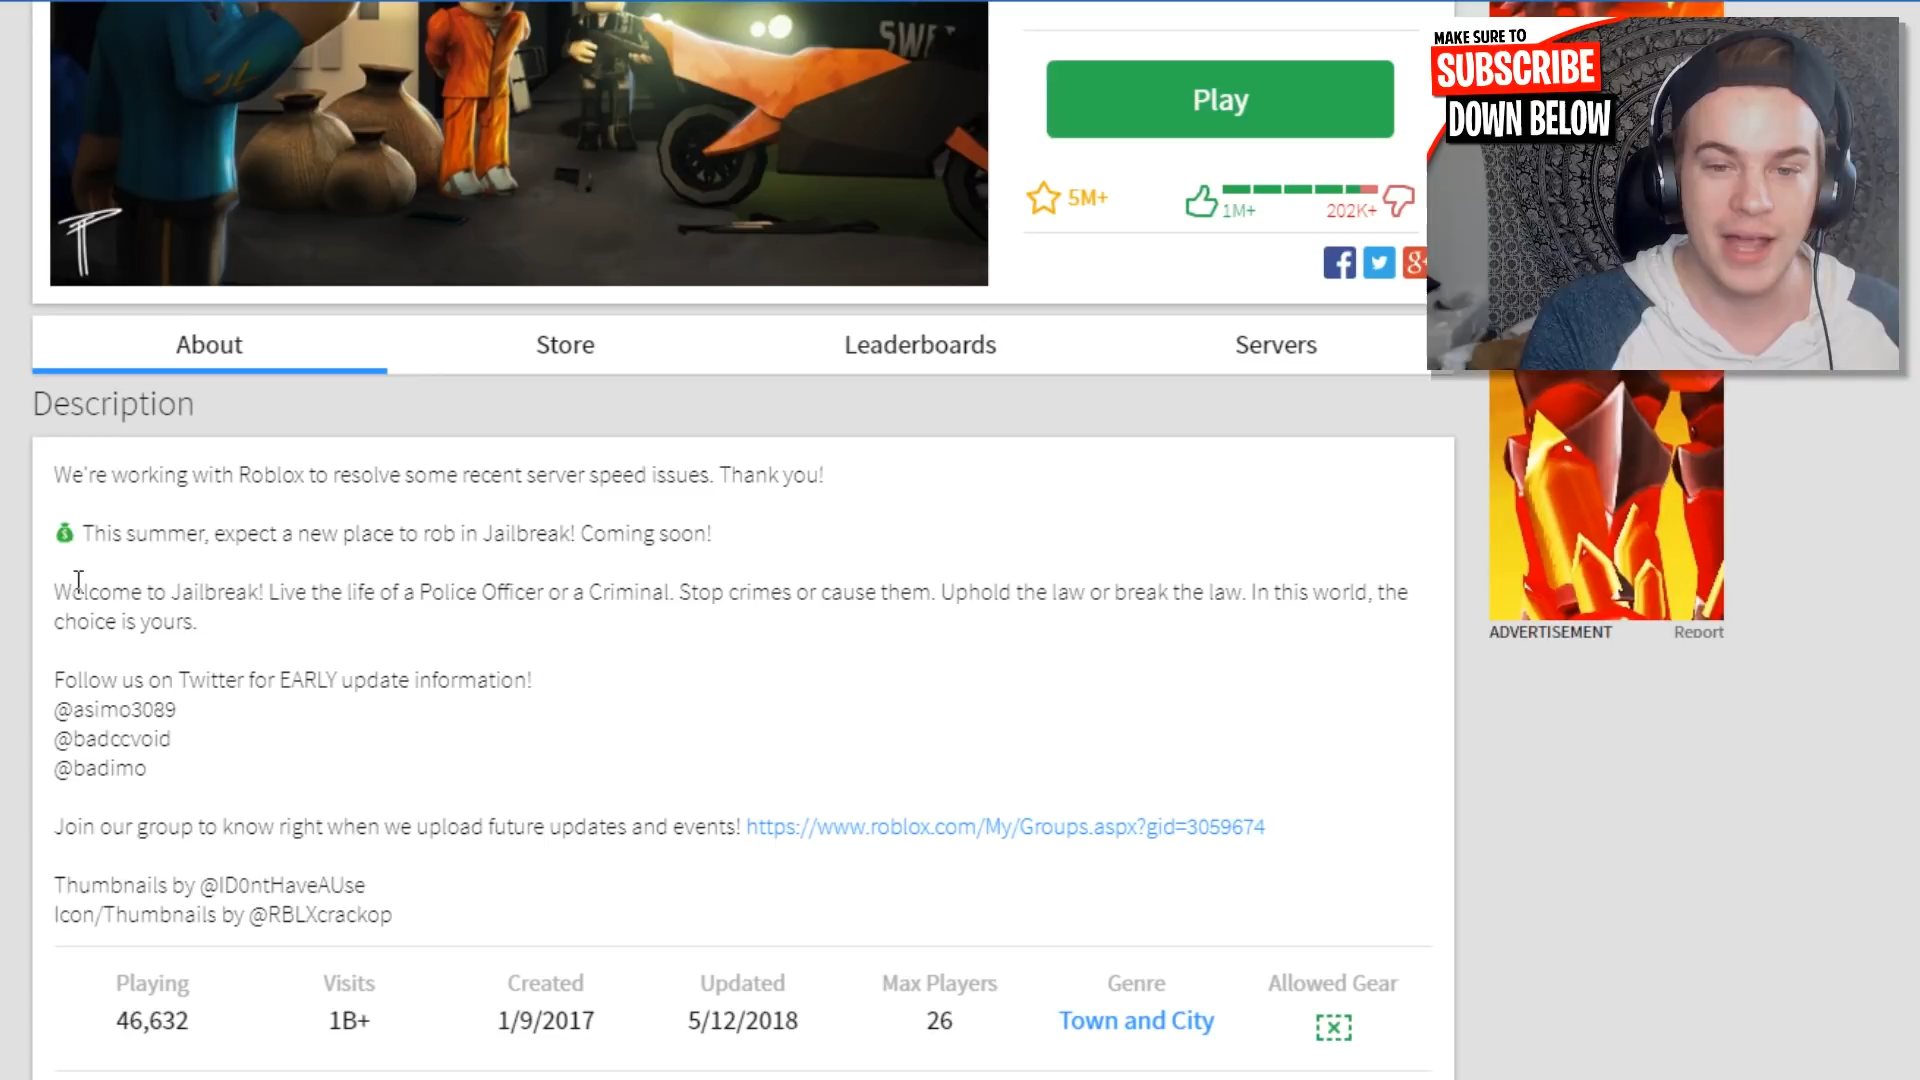 SWAT
MAKE SURE TO
SUBSCRIBE
DOWN BELOW
Play
5M+
1M+
202K+
About
Store
Leaderboards
Servers
Description
We're working with Roblox to resolve some recent server speed issues. Thank you!
This summer, expect a new place to rob in Jailbreak! Coming soon!
Welcome to Jailbreak! Live the life of a Police Officer or a Criminal. Stop crimes or cause them. Uphold the law or break the law. In this world, the
choice is yours.
Follow us on Twitter for EARLY update information!
@asimo3089
@badccvoid
@badimo
Join our group to know right when we upload future updates and events! https://www.roblox.com/My/Groups.aspx?gid=3059674
Thumbnails by @ID0ntHaveAUse
Icon/Thumbnails by @RBLXcrackop
ADVERTISEMENT
Report
Playing
Visits
Created
Updated
Max Players
Genre
Allowed Gear
46,632
1B+
1/9/2017
5/12/2018
26
Town and City